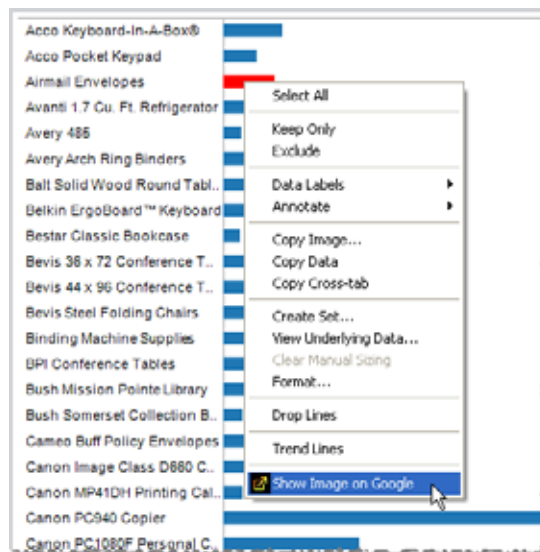 Acco Keyboard-In-A-Box®
Acco Pocket Keypad
Airmail Envelopes
Avanti 1.7 Cu. Ft. Refrigerator
Avery 485
Avery Arch Ring Binders
Balt Solid Wood Round Tabl..
Belkin ErgoBoard™ Keyboard
Bestar Classic Bookcase
Bevis 36 x 72 Conference T..
Bevis 44 x 96 Conference T..
Bevis Steel Folding Chairs
Binding Machine Supplies
BPI Conference Tables
Bush Mission Pointe Library
Bush Somerset Collection B..
Cameo Buff Policy Envelopes
Canon Image Class D660 C..
Canon MP41DH Printing Cal..
Canon PC940 Copier
Canon PC1080F Personal C..
Select All
Keep Only
Exclude
Data Labels
Annotate
Copy Image...
Copy Data
Copy Cross-tab
Create Set...
View Underlying Data...
Clear Manual Sizing
Format...
Drop Lines
Trend Lines
Show Image on Google